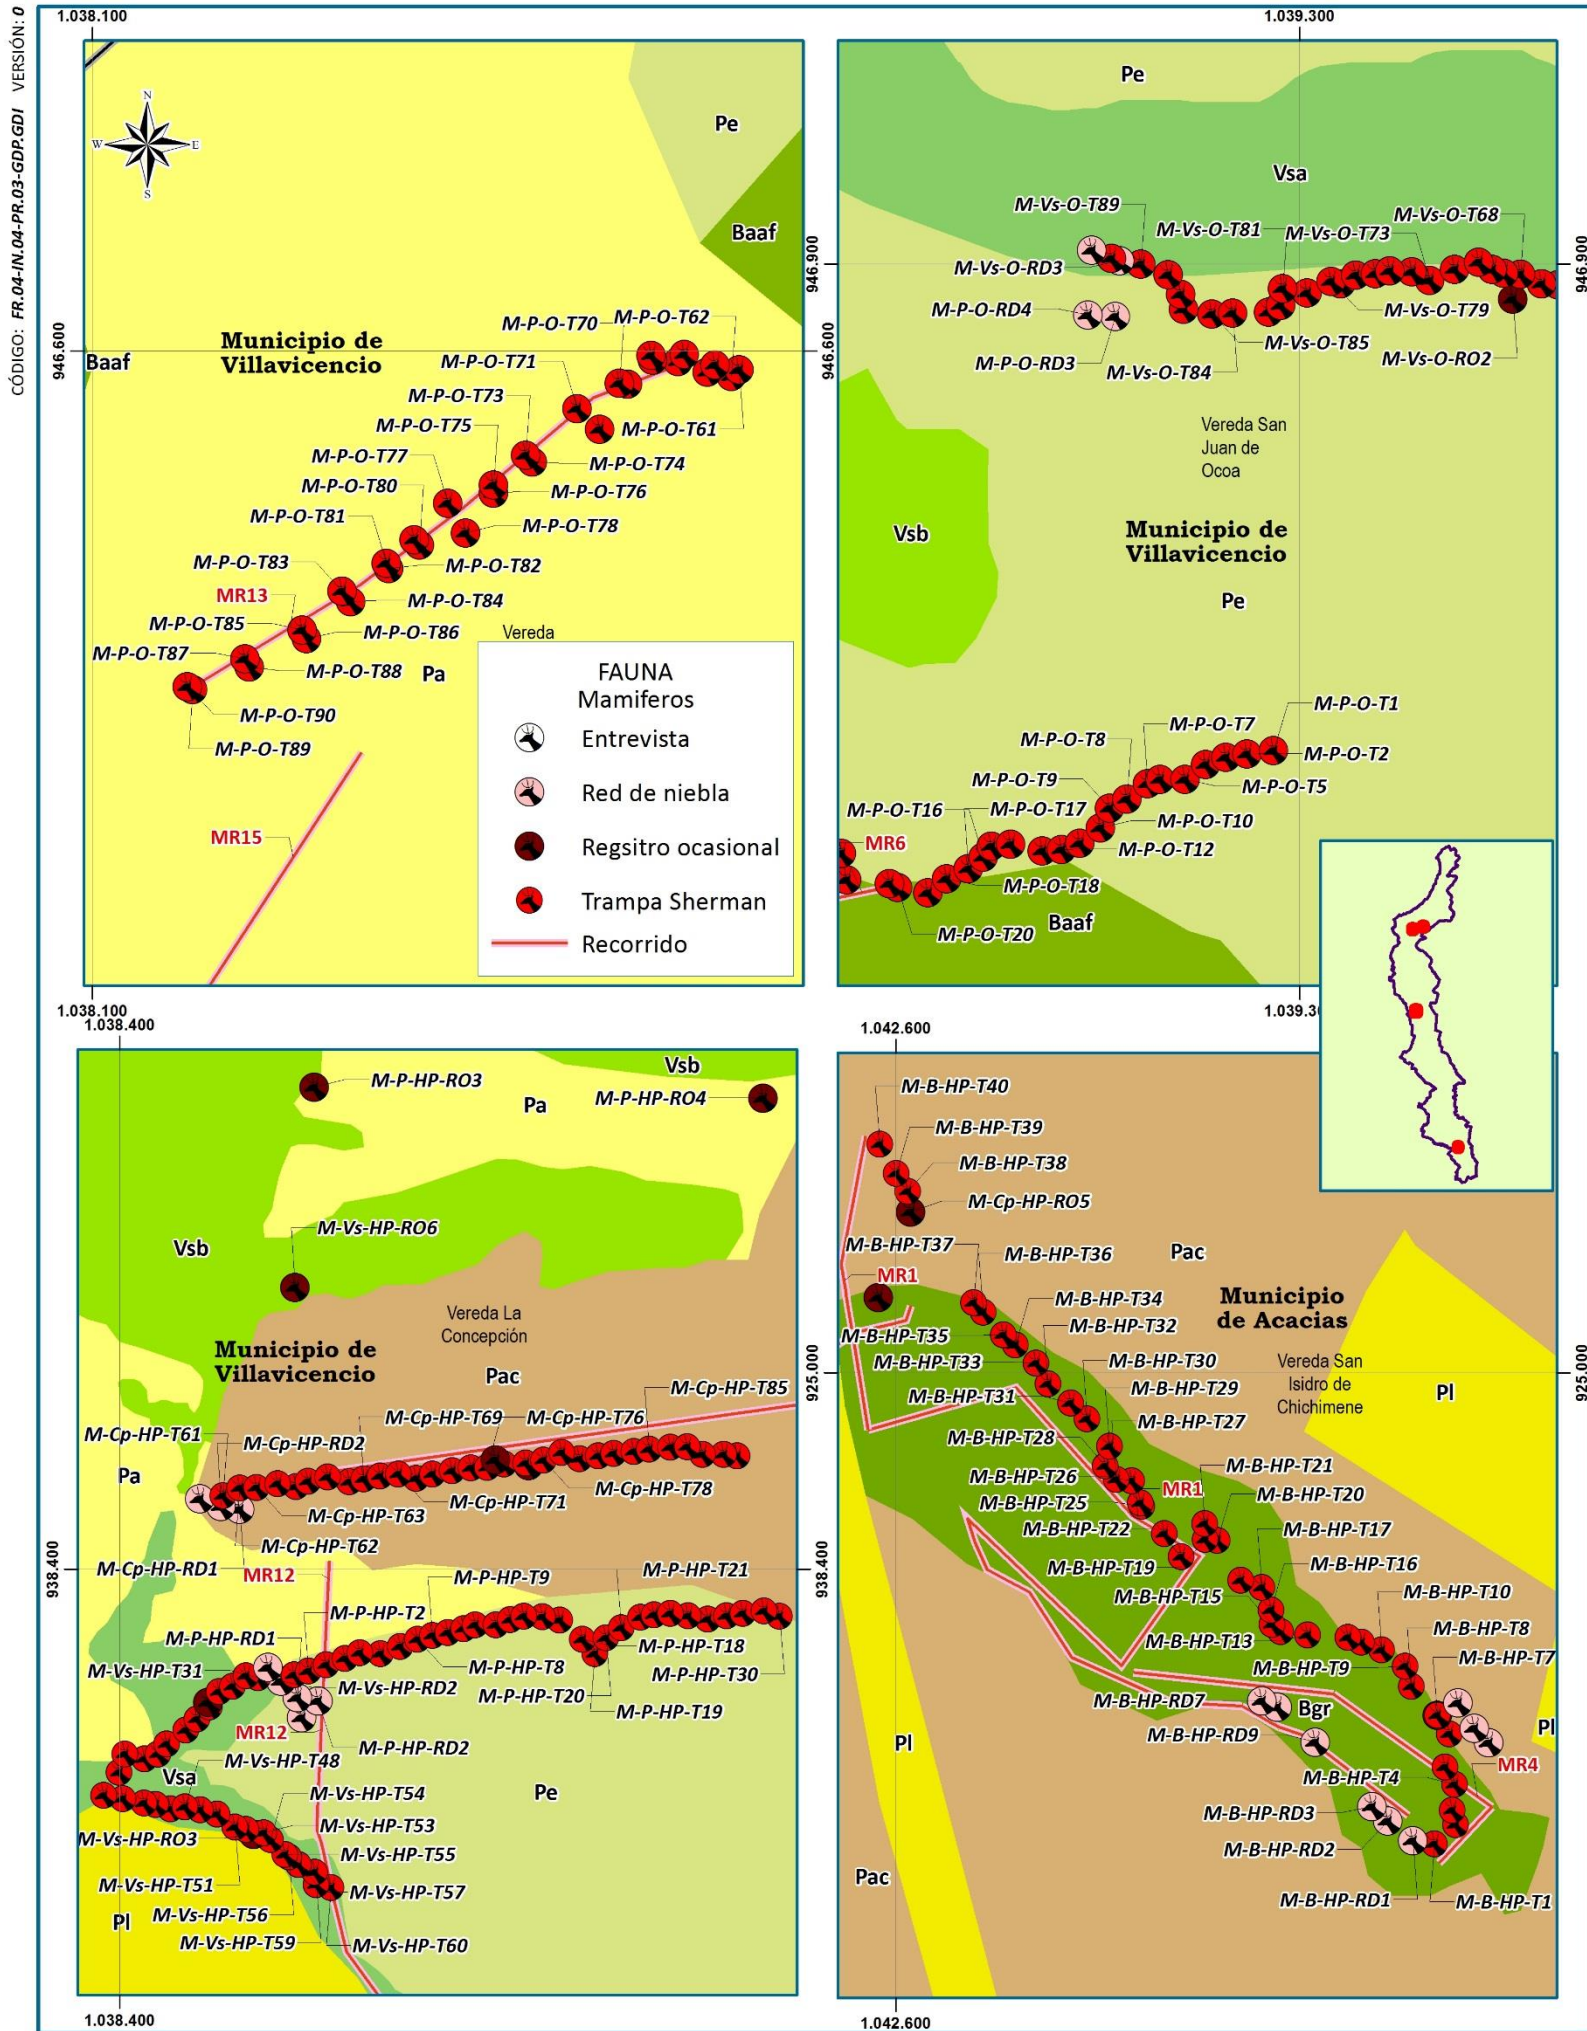 CÓDIGO: FR.04-IN.04-PR.03-GDP.GDI VERSIÓN: 0
1.038.100
1.039.300
N
W E
S
Pe
Baaf
Baaf
Municipio de
Villavicencio
946.600
M-P-O-T70
M-P-O-T62
M-P-O-T71
M-P-O-T73
M-P-O-T61
M-P-O-T75
M-P-O-T74
M-P-O-T77
M-P-O-T76
M-P-O-T80
M-P-O-T78
M-P-O-T81
M-P-O-T82
M-P-O-T83
MR13
M-P-O-T84
M-P-O-T85
M-P-O-T86
M-P-O-T87
M-P-O-T88
M-P-O-T90
M-P-O-T89
Vereda
Pa
MR15
FAUNA
Mamiferos
Entrevista
Red de niebla
Regsitro ocasional
Trampa Sherman
Recorrido
946.600
1.038.100
Pe
Vsa
946.900
M-Vs-O-T89
M-Vs-O-T81
M-Vs-O-T73
M-Vs-O-T68
M-Vs-O-RD3
M-P-O-RD4
M-P-O-RD3
M-Vs-O-T84
M-Vs-O-T85
M-Vs-O-T79
M-Vs-O-RO2
946.900
Vereda San
Juan de
Ocoa
Vsb
Municipio de
Villavicencio
Pe
M-P-O-T1
M-P-O-T7
M-P-O-T8
M-P-O-T2
M-P-O-T9
M-P-O-T5
M-P-O-T16
M-P-O-T17
M-P-O-T10
MR6
M-P-O-T12
M-P-O-T18
M-P-O-T20
Baaf
1.039.30
1.038.400
Vsb
M-P-HP-RO3
M-P-HP-RO4
Pa
M-Vs-HP-RO6
Vsb
Vereda La
Concepción
Municipio de
Villavicencio
Pac
M-Cp-HP-T85
M-Cp-HP-T69
M-Cp-HP-T76
M-Cp-HP-T61
M-Cp-HP-RD2
Pa
M-Cp-HP-T78
M-Cp-HP-T71
M-Cp-HP-T63
M-Cp-HP-T62
M-Cp-HP-RD1
938.400
MR12
M-P-HP-T9
M-P-HP-T21
M-P-HP-T2
M-P-HP-RD1
M-Vs-HP-T31
M-P-HP-T18
M-P-HP-T8
M-P-HP-T30
M-Vs-HP-RD2
M-P-HP-T20
M-P-HP-T19
MR12
M-P-HP-RD2
M-Vs-HP-T48
Vsa
Pe
M-Vs-HP-T54
M-Vs-HP-T53
M-Vs-HP-RO3
M-Vs-HP-T55
M-Vs-HP-T51
M-Vs-HP-T57
M-Vs-HP-T56
Pl
M-Vs-HP-T59
M-Vs-HP-T60
938.400
1.038.400
1.042.600
M-B-HP-T40
M-B-HP-T39
M-B-HP-T38
M-Cp-HP-RO5
M-B-HP-T37
M-B-HP-T36
Pac
MR1
M-B-HP-T34
Municipio
de Acacias
M-B-HP-T35
M-B-HP-T32
M-B-HP-T33
M-B-HP-T30
Vereda San
Isidro de
Chichimene
925.000
M-B-HP-T31
M-B-HP-T29
Pl
M-B-HP-T27
M-B-HP-T28
M-B-HP-T21
M-B-HP-T26
MR1
M-B-HP-T20
M-B-HP-T25
M-B-HP-T22
M-B-HP-T17
M-B-HP-T19
M-B-HP-T16
M-B-HP-T15
M-B-HP-T10
M-B-HP-T13
M-B-HP-T8
M-B-HP-T9
M-B-HP-T7
M-B-HP-RD7
Bgr
Pl
Pl
M-B-HP-RD9
MR4
M-B-HP-T4
M-B-HP-RD3
M-B-HP-RD2
Pac
M-B-HP-RD1
M-B-HP-T1
925.000
1.042.600